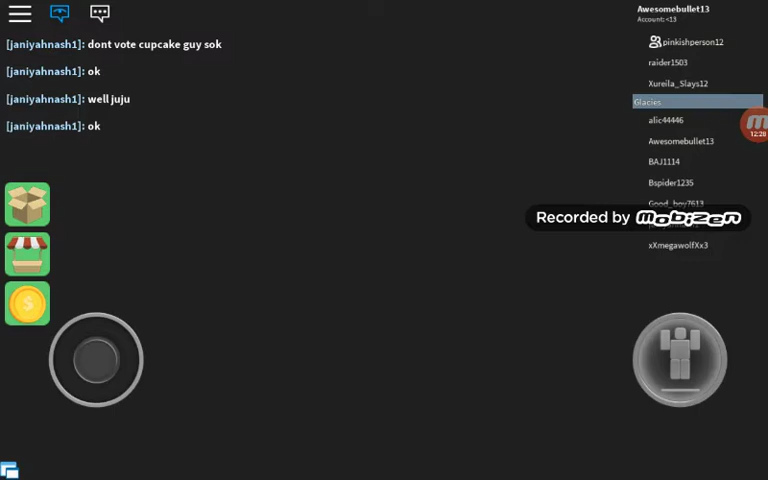 Awesomebullet13
Account: <13
[janiyahnash1]: dont vote cupcake guy sok
[janiyahnash1]: ok
[janiyahnash1]: well juju
[janiyahnash1]: ok
pinkishperson12
raider1503
Xureila_Slays12
Glacies
alic44446
Awesomebullet13
BAJ1114
Bspider1235
Good_boy7613
xXmegawolfXx3
12:28
Recorded by MOBIZEN